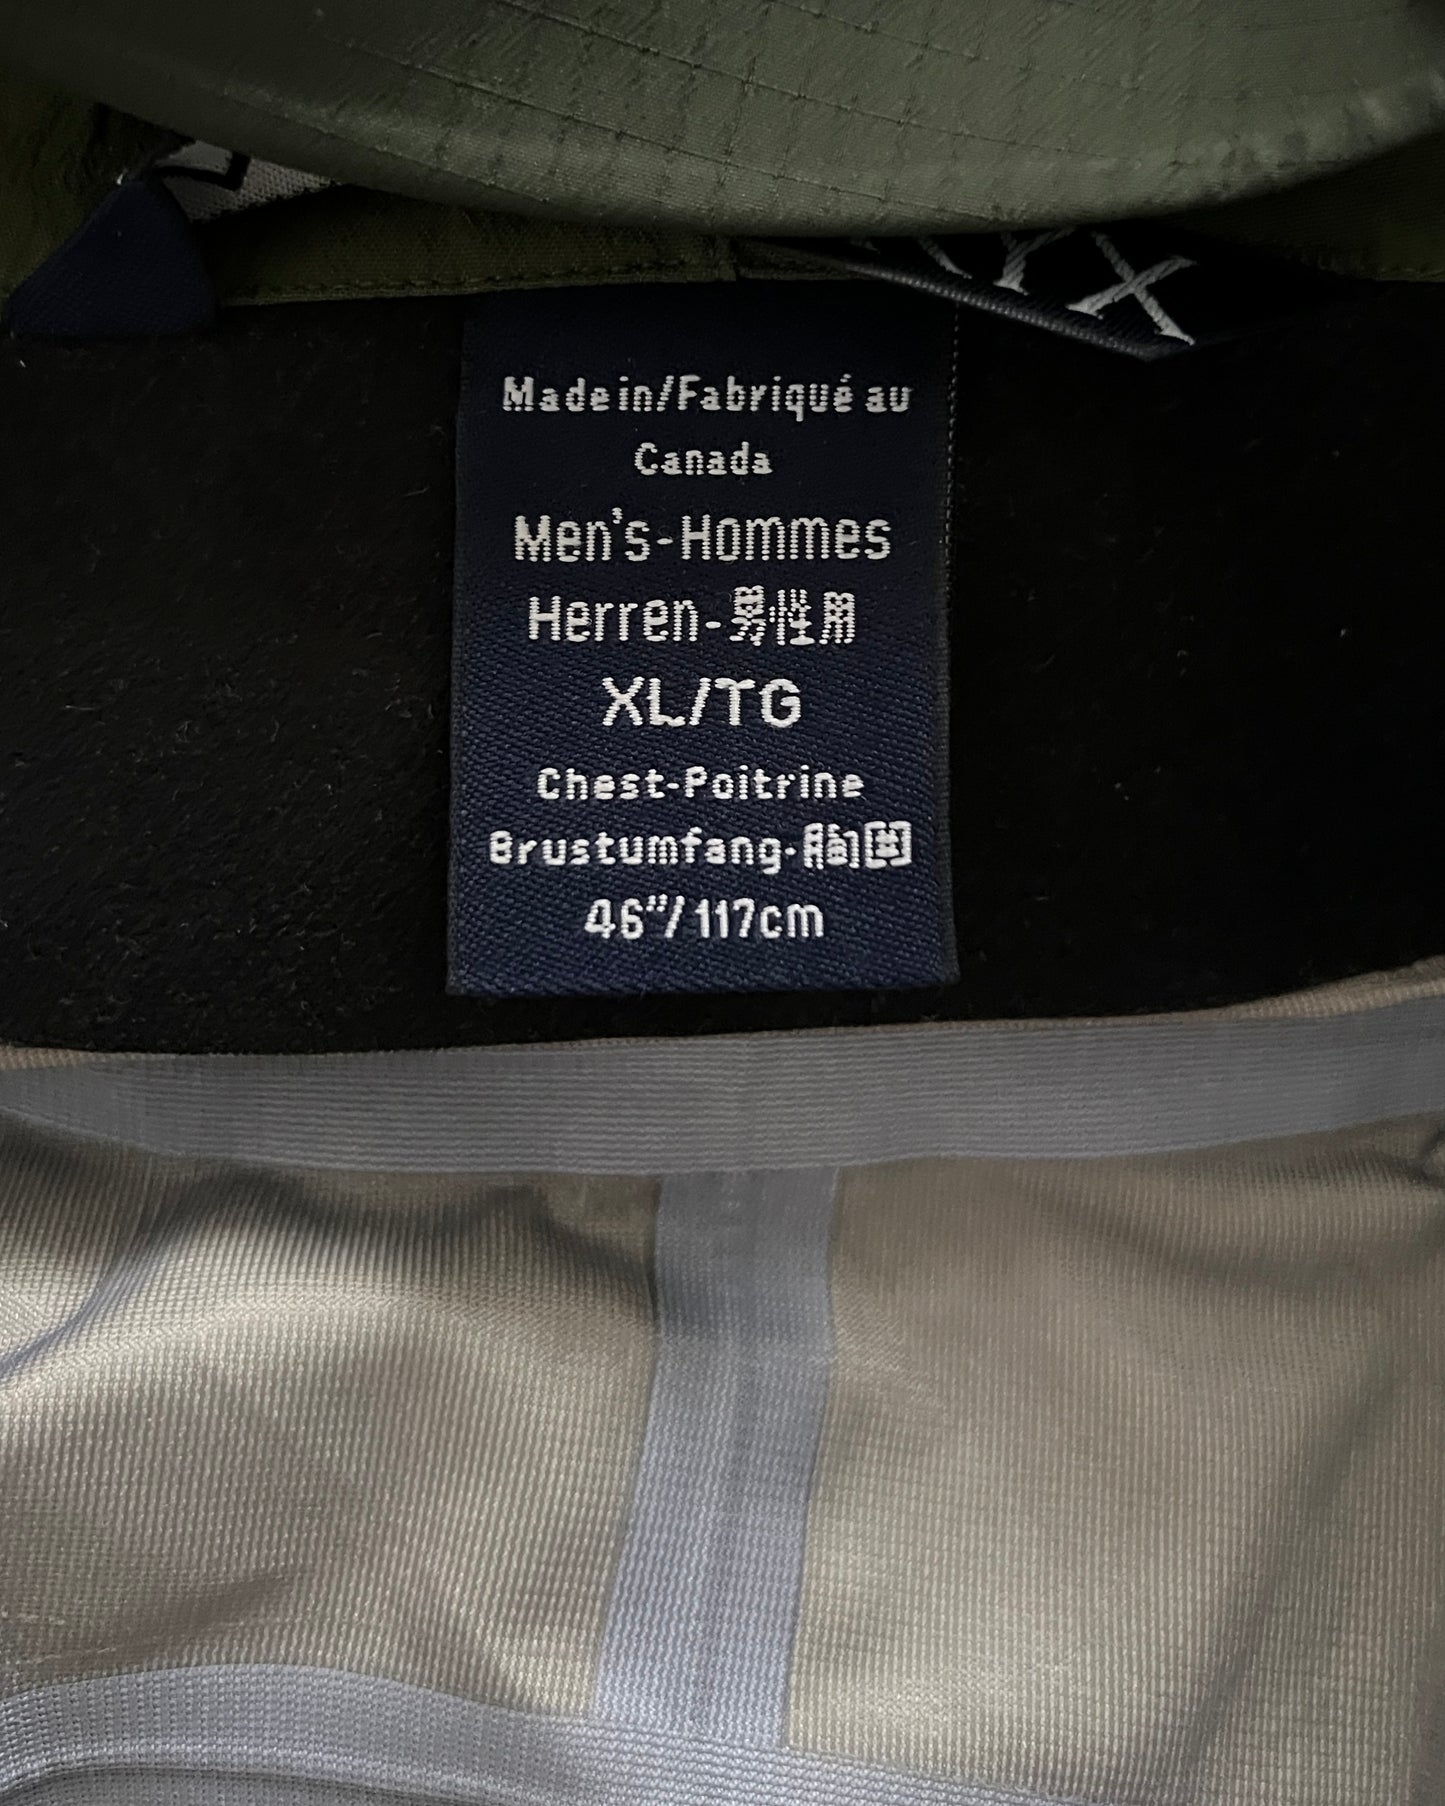 YX
Made in/Fabriqué au
Canada
Men's-Hommes
Herren-男性用
XL/TG
Chest-Poitrine
Brustumfang-胸囲
46"/117cm